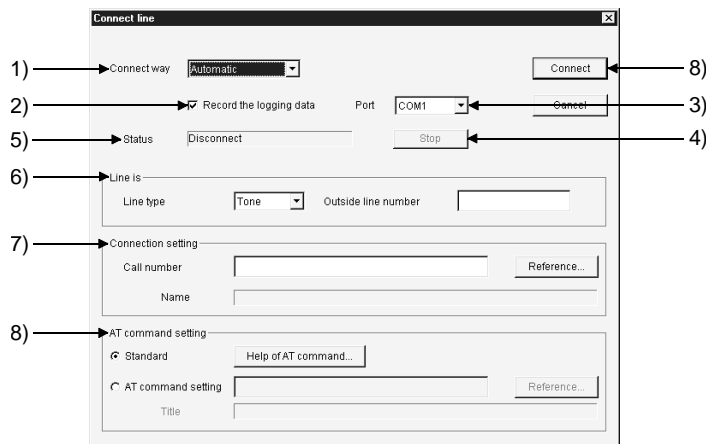 Connect line
1) Connect way Automatic Connect 8)
2) Record the logging data Port COM1 3) Cancel
5) Status Disconnect Stop 4)
6) Line is
Line type Tone Outside line number
7) Connection setting
Call number Reference...
Name
8) AT command setting
Standard Help of AT command...
AT command setting Reference...
Title